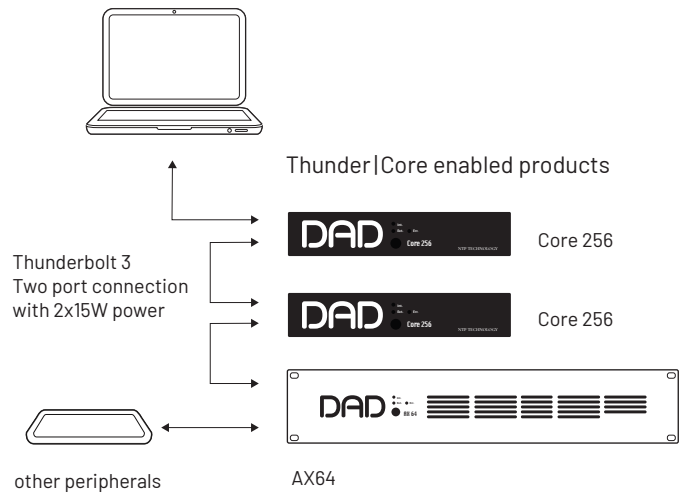 Thunder|Core enabled products
DAD
Core 256
NTP TECHNOLOGY
Core 256
Thunderbolt 3
Two port connection
with 2x15W power
DAD
Core 256
NTP TECHNOLOGY
Core 256
DAD
AX 64
other peripherals
AX64